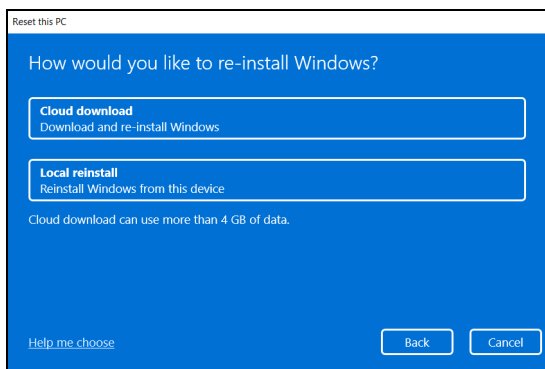 Reset this PC
How would you like to re-install Windows?
Cloud download
Download and re-install Windows
Local reinstall
Reinstall Windows from this device
Cloud download can use more than 4 GB of data.
Help me choose
Back
Cancel